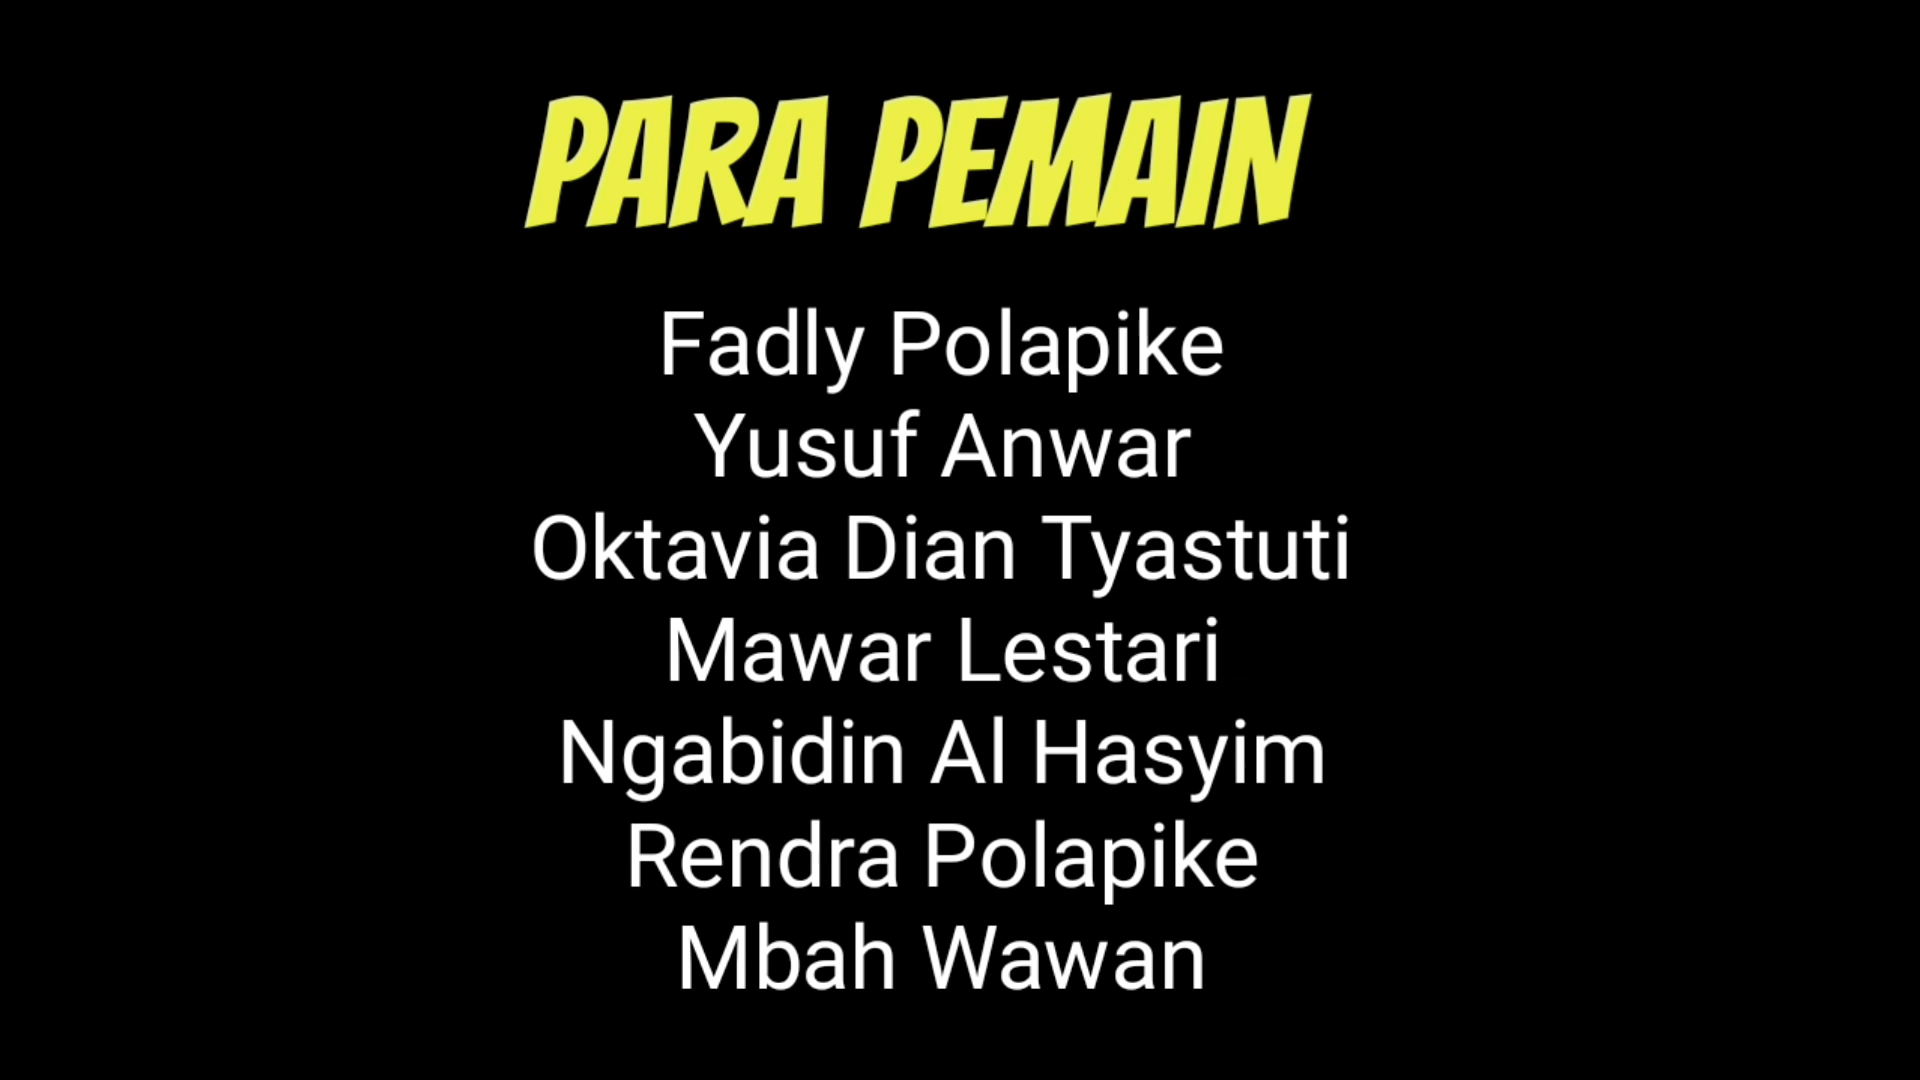 PARA PEMAIN
Fadly Polapike
Yusuf Anwar
Oktavia Dian Tyastuti
Mawar Lestari
Ngabidin Al Hasyim
Rendra Polapike
Mbah Wawan